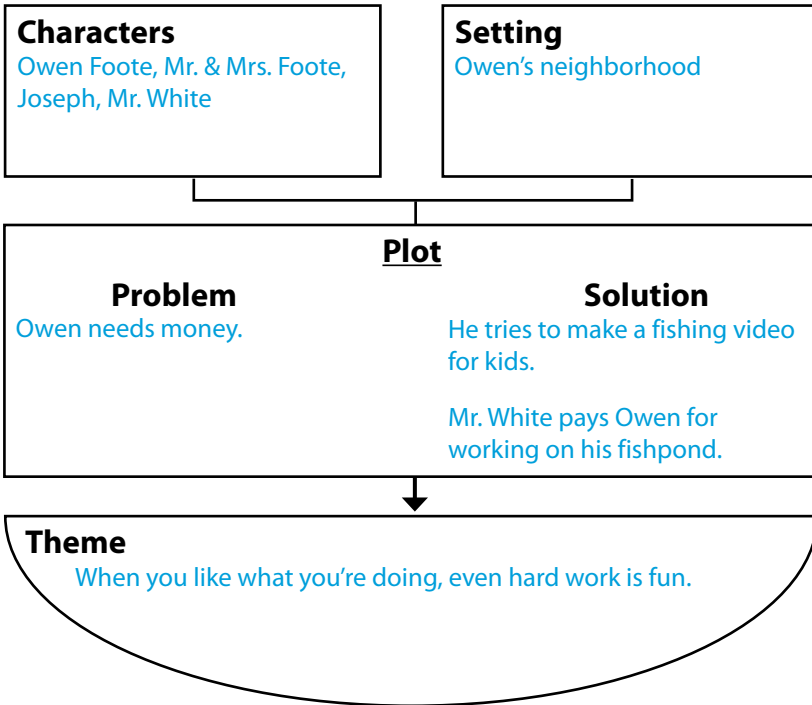 Characters
Owen Foote, Mr. & Mrs. Foote,
Joseph, Mr. White
Setting
Owen’s neighborhood
Plot
Problem
Owen needs money.
Solution
He tries to make a fishing video
for kids.
Mr. White pays Owen for
working on his fishpond.
Theme
When you like what you’re doing, even hard work is fun.